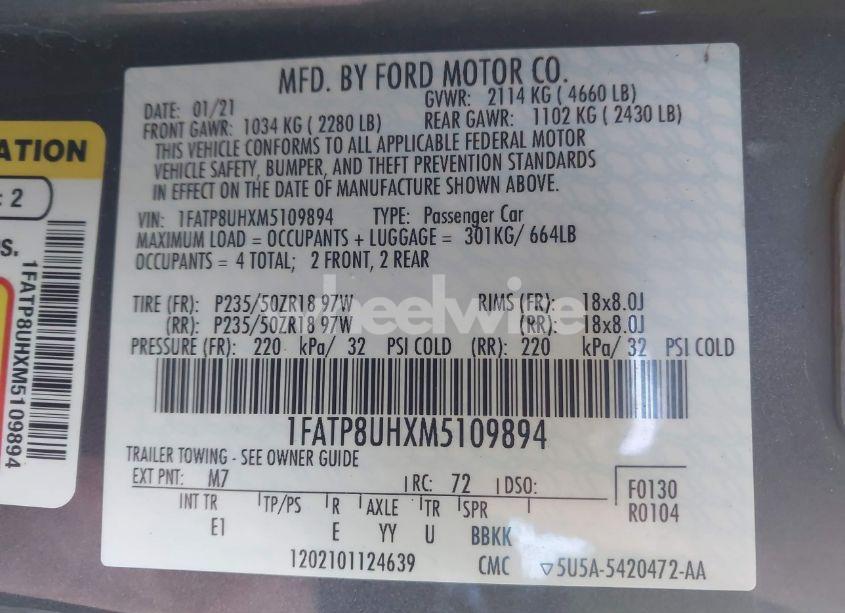 MFD. BY FORD MOTOR CO.
DATE: 01/21 GVWR: 2114 KG ( 4660 LB)
FRONT GAWR: 1034 KG ( 2280 LB) REAR GAWR: 1102 KG ( 2430 LB)
THIS VEHICLE CONFORMS TO ALL APPLICABLE FEDERAL MOTOR
VEHICLE SAFETY, BUMPER, AND THEFT PREVENTION STANDARDS
IN EFFECT ON THE DATE OF MANUFACTURE SHOWN ABOVE.
VIN: 1FATP8UHXM5109894 TYPE: Passenger Car
MAXIMUM LOAD = OCCUPANTS + LUGGAGE = 301KG/ 664LB
OCCUPANTS = 4 TOTAL; 2 FRONT, 2 REAR
TIRE (FR): P235/50ZR18 97W RIMS (FR): 18x8.0J
(RR): P235/50ZR18 97W (RR): 18x8.0J
PRESSURE (FR): 220 kPa/ 32 PSI COLD (RR): 220 kPa/ 32 PSI COLD
1FATP8UHXM5109894
TRAILER TOWING - SEE OWNER GUIDE
EXT PNT: M7 RC: 72 DSO:
INT TR TP/PS R AXLE TR SPR
E1 E YY U BBKK
F0130
R0104
1202101124639 CMC 5U5A-5420472-AA
ATION
: 2
S.
1FATP8UHXM5109894
wheelwire